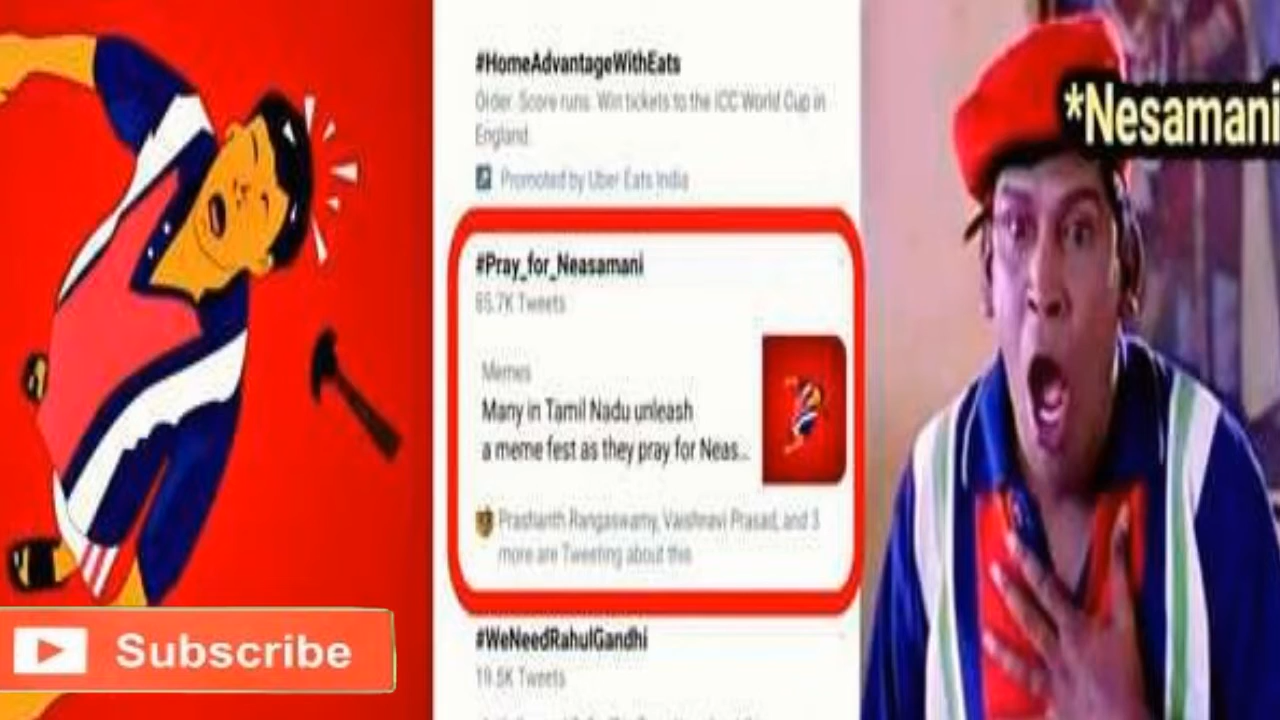 #HomeAdvantageWithEats
Order. Score runs. Win tickets to the ICC World Cup in
England.
Promoted by Uber Eats India
#Pray_for_Neasamani
65.7K Tweets
Memes
Many in Tamil Nadu unleash
a meme fest as they pray for Neas...
Prashanth Rangaswamy, Vaishnavi Prasad, and 3
more are Tweeting about this
#WeNeedRahulGandhi
19.5K Tweets
*Nesamani
Subscribe